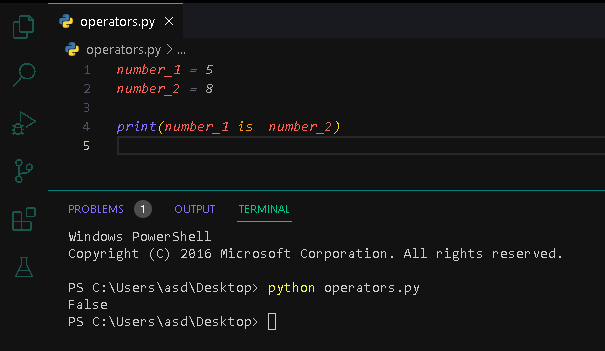 operators.py ×
operators.py > ...
1 number_1 = 5
2 number_2 = 8
3
4 print(number_1 is  number_2)
5
PROBLEMS 1 OUTPUT TERMINAL
Windows PowerShell
Copyright (C) 2016 Microsoft Corporation. All rights reserved.
PS C:\Users\asd\Desktop> python operators.py
False
PS C:\Users\asd\Desktop>